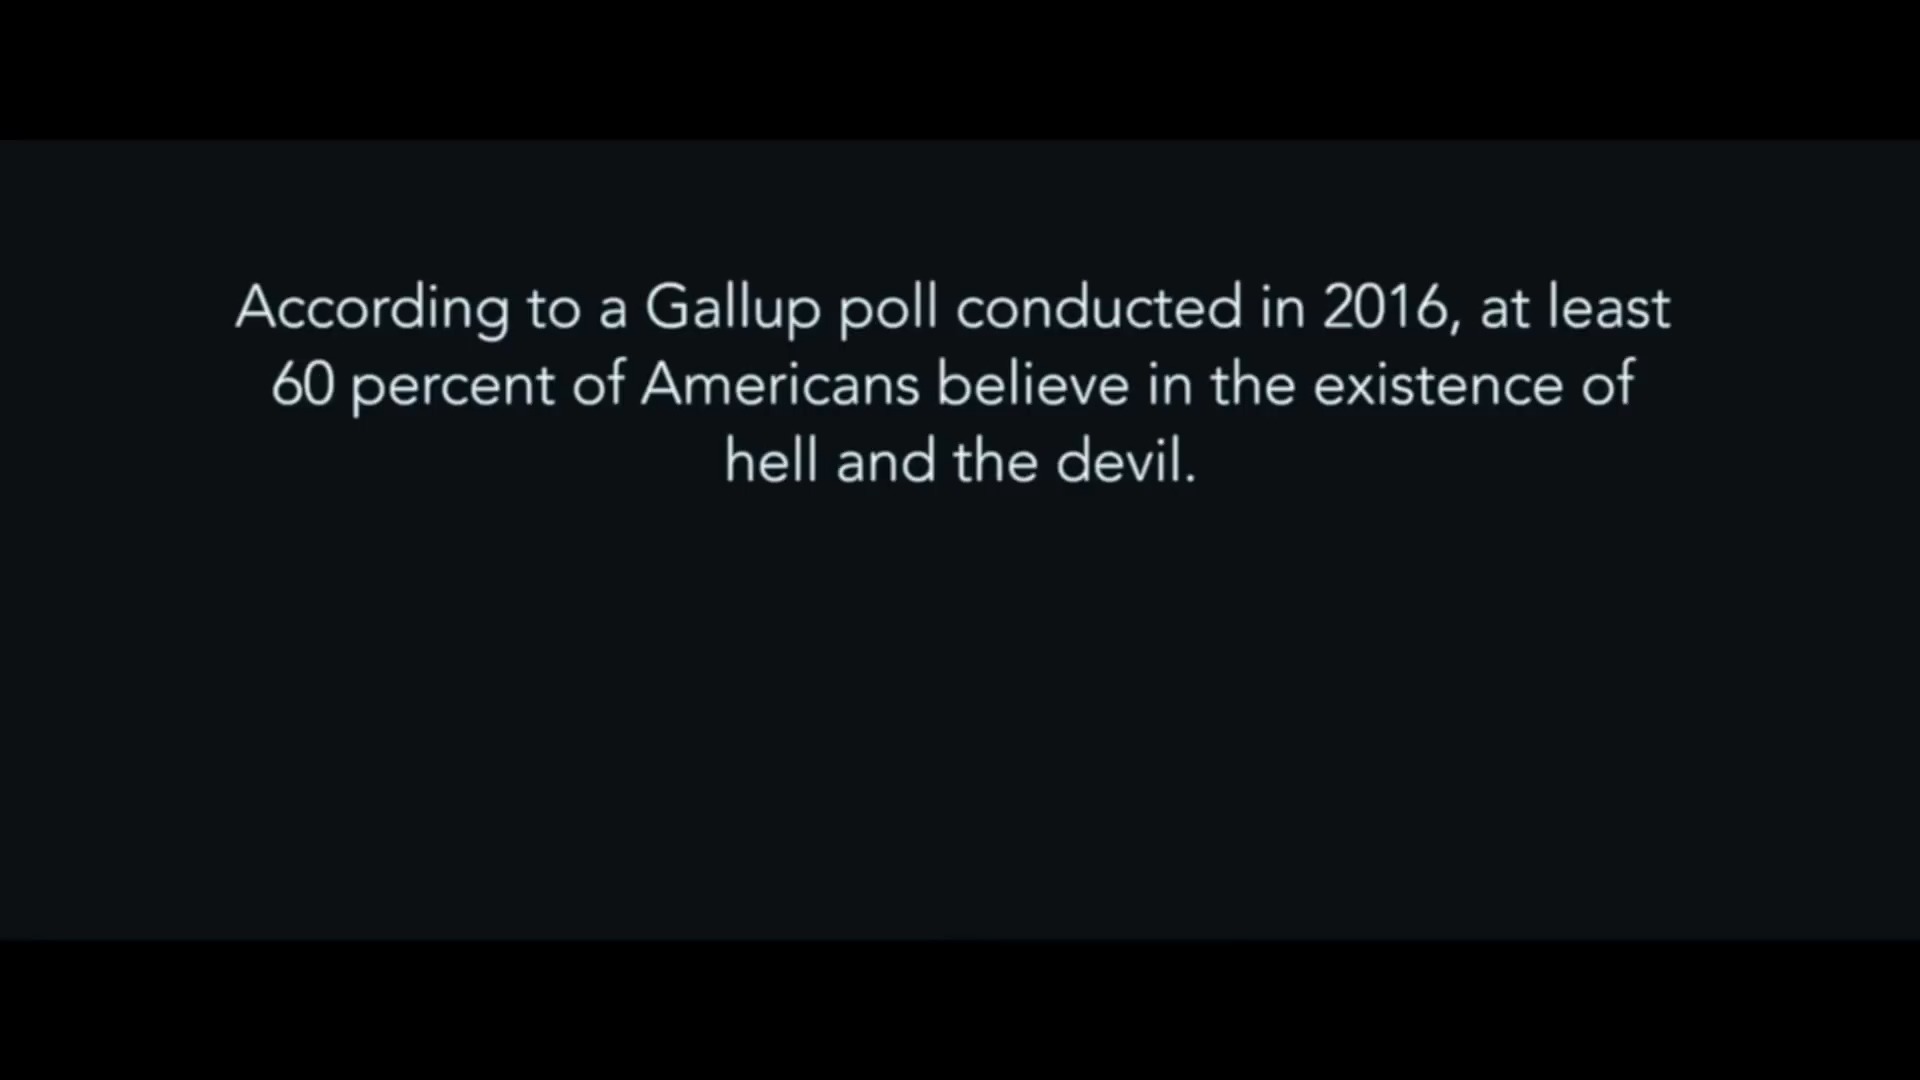 According to a Gallup poll conducted in 2016, at least
60 percent of Americans believe in the existence of
hell and the devil.